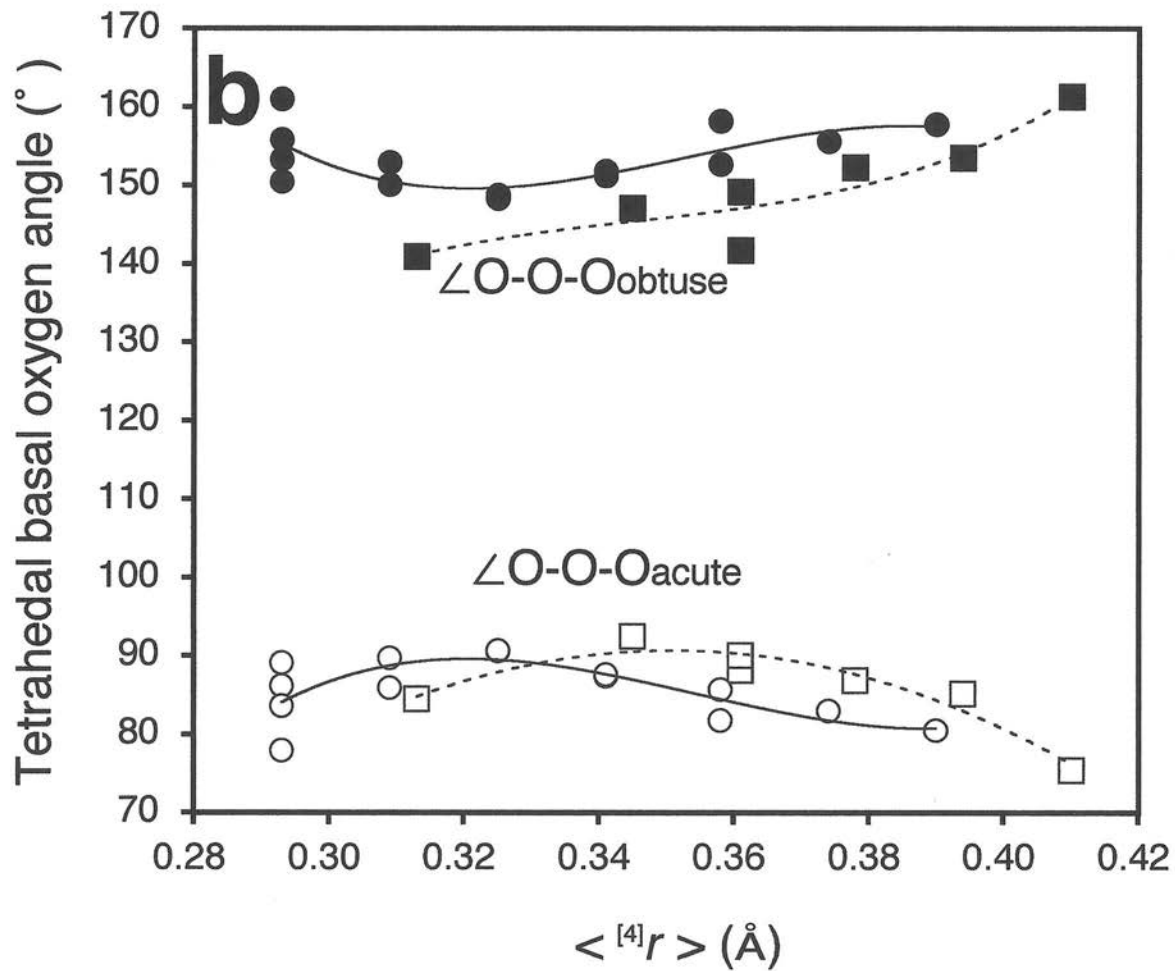 170
160
150
140
130
120
110
100
90
80
70
Tetrahedal basal oxygen angle (°)
b
∠O-O-Oobtuse
∠O-O-Oacute
0.28 0.30 0.32 0.34 0.36 0.38 0.40 0.42
< [4]r > (Å)